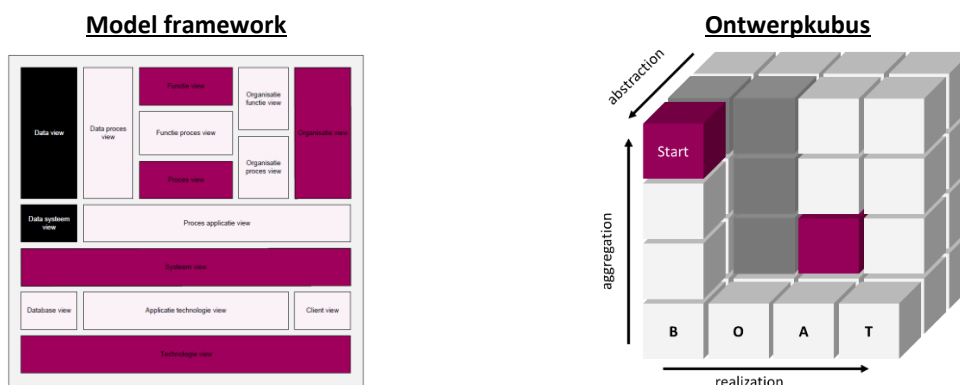 Model framework
Data view
Data proces
view
Functie view
Functie proces view
Proces view
Organisatie
functie view
Organisatie
proces view
Organisatie view
Data systeem
view
Proces applicatie view
Systeem view
Database view
Applicatie technologie view
Client view
Technologie view
Ontwerpkubus
abstraction
Start
aggregation
B O A T
realization